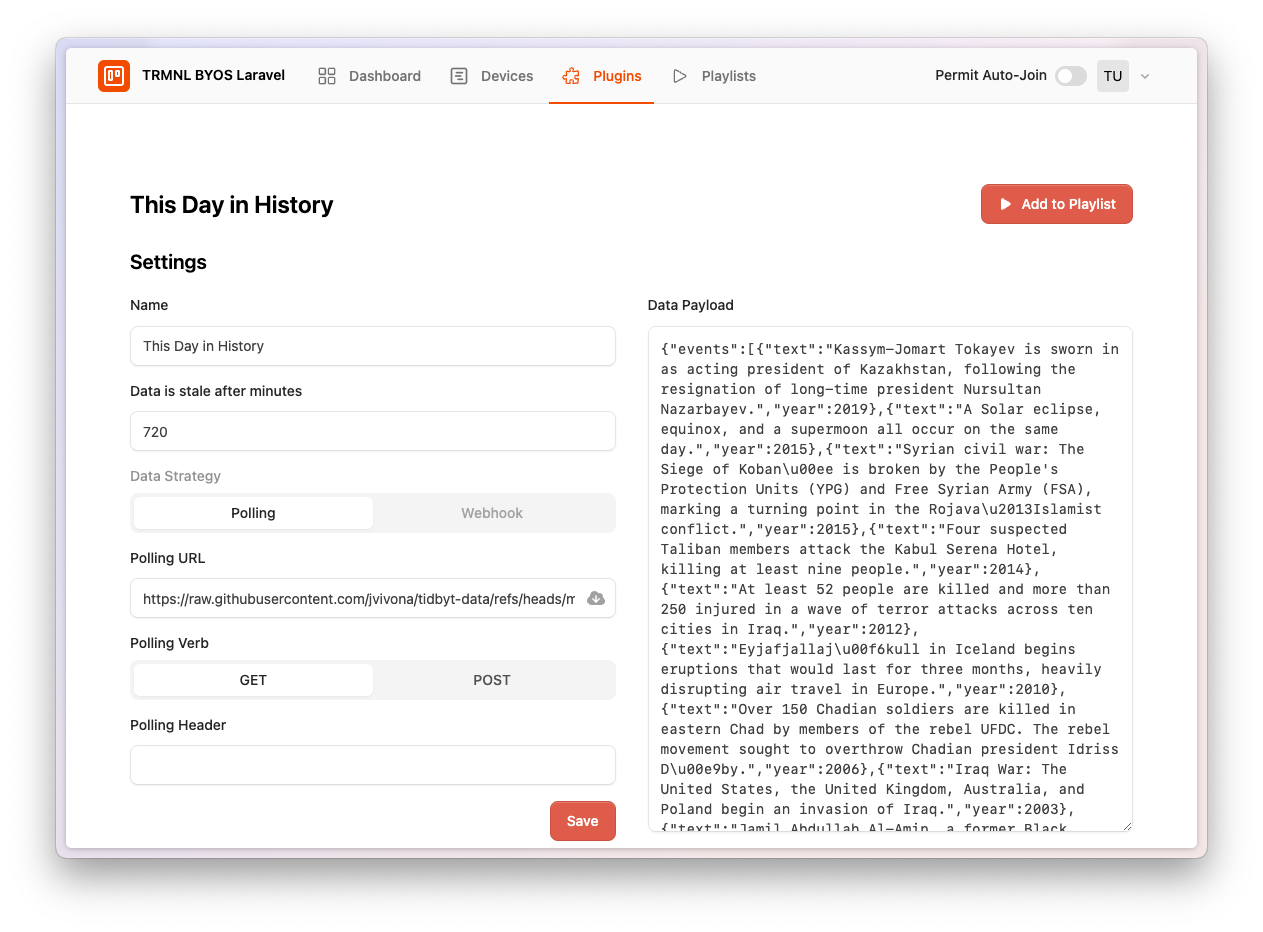 TRMNL BYOS Laravel
Dashboard
Devices
Plugins
Playlists
Permit Auto-Join
TU
This Day in History
Add to Playlist
Settings
Name
This Day in History
Data is stale after minutes
720
Data Strategy
Polling
Webhook
Polling URL
https://raw.githubusercontent.com/jvivona/tidbyt-data/refs/heads/m
Polling Verb
GET
POST
Polling Header
Save
Data Payload
{"events":[{"text":"Kassym-Jomart Tokayev is sworn in
as acting president of Kazakhstan, following the
resignation of long-time president Nursultan
Nazarbayev.","year":2019},{"text":"A Solar eclipse,
equinox, and a supermoon all occur on the same
day.","year":2015},{"text":"Syrian civil war: The
Siege of Koban\u00ee is broken by the People's
Protection Units (YPG) and Free Syrian Army (FSA),
marking a turning point in the Rojava\u2013Islamist
conflict.","year":2015},{"text":"Four suspected
Taliban members attack the Kabul Serena Hotel,
killing at least nine people.","year":2014},
{"text":"At least 52 people are killed and more than
250 injured in a wave of terror attacks across ten
cities in Iraq.","year":2012},
{"text":"Eyjafjallaj\u00f6kull in Iceland begins
eruptions that would last for three months, heavily
disrupting air travel in Europe.","year":2010},
{"text":"Over 150 Chadian soldiers are killed in
eastern Chad by members of the rebel UFDC. The rebel
movement sought to overthrow Chadian president Idriss
D\u00e9by.","year":2006},{"text":"Iraq War: The
United States, the United Kingdom, Australia, and
Poland begin an invasion of Iraq.","year":2003},
{"text":"Jamil Abdullah Al-Amin, a former Black